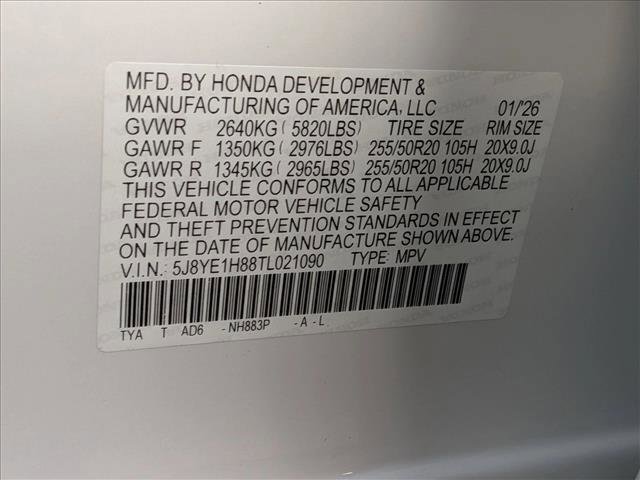 MFD. BY HONDA DEVELOPMENT &
MANUFACTURING OF AMERICA, LLC 01/'26
GVWR 2640KG ( 5820LBS) TIRE SIZE RIM SIZE
GAWR F 1350KG ( 2976LBS) 255/50R20 105H 20X9.0J
GAWR R 1345KG ( 2965LBS) 255/50R20 105H 20X9.0J
THIS VEHICLE CONFORMS TO ALL APPLICABLE
FEDERAL MOTOR VEHICLE SAFETY
AND THEFT PREVENTION STANDARDS IN EFFECT
ON THE DATE OF MANUFACTURE SHOWN ABOVE.
V.I.N.: 5J8YE1H88TL021090 TYPE: MPV
TYA T AD6 - NH883P - A - L